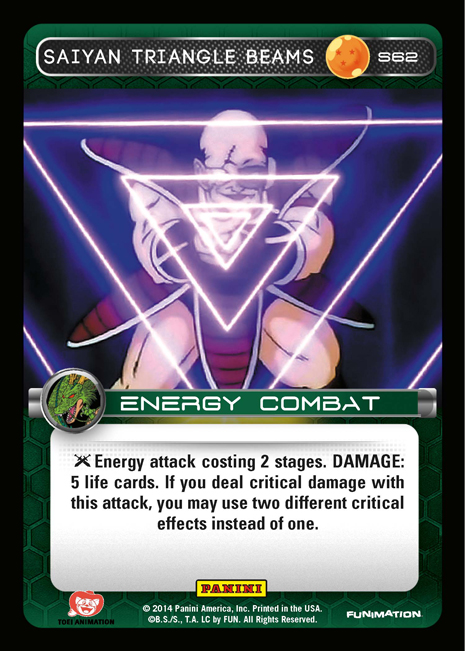 SAIYAN TRIANGLE BEAMS S62
ENERGY COMBAT
Energy attack costing 2 stages. DAMAGE:
5 life cards. If you deal critical damage with
this attack, you may use two different critical
effects instead of one.
PANINI
TOEI ANIMATION
© 2014 Panini America, Inc. Printed in the USA.
©B.S./S., T.A. LC by FUN. All Rights Reserved.
FUNIMATION